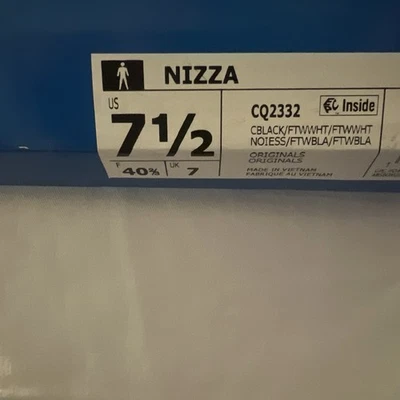 NIZZA
US
7½
F
40⅔
UK
7
CQ2332
Inside
CBLACK/FTWWHT/FTWWHT
NOIESS/FTWBLA/FTWBLA
ORIGINALS
ORIGINALS
MADE IN VIETNAM
FABRIQUE AU VIETNAM